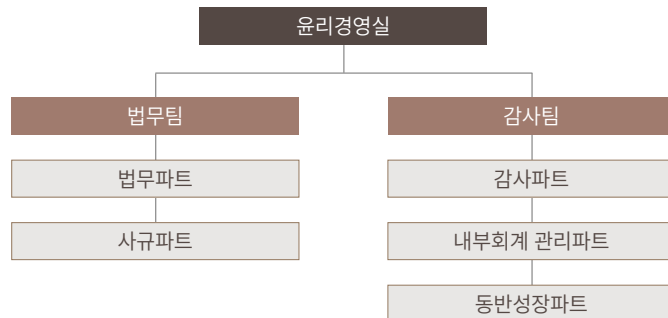 윤리경영실
법무팀
법무파트
사규파트
감사팀
감사파트
내부회계 관리파트
동반성장파트